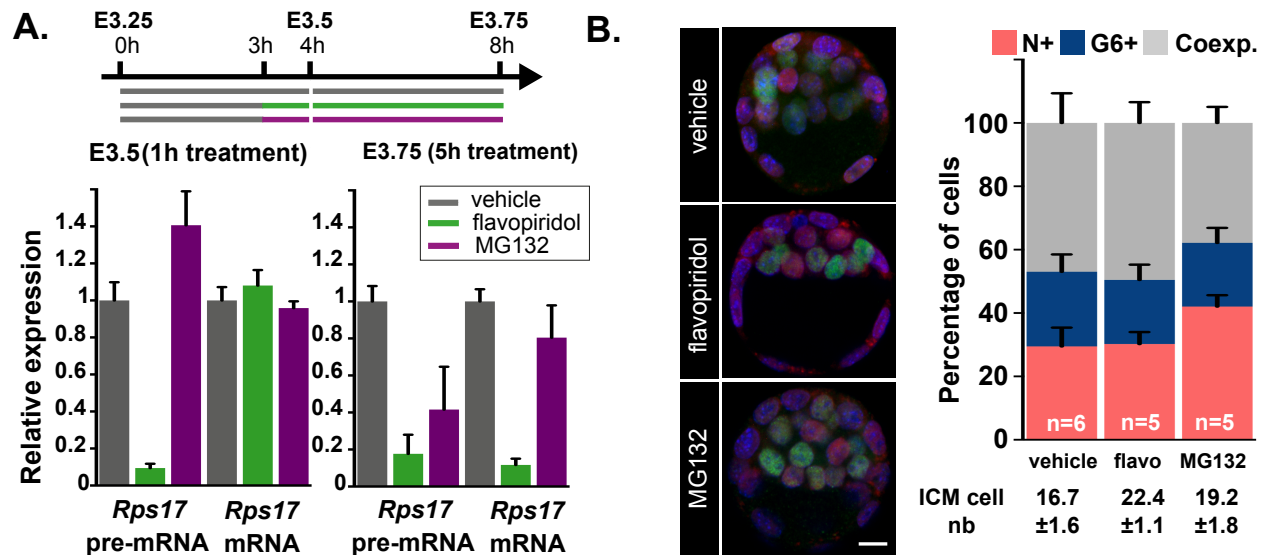 A.
E3.25 E3.5 E3.75
0h 3h 4h 8h
E3.5(1h treatment) E3.75 (5h treatment)
vehicle
flavopiridol
MG132
Relative expression
1.4
1.2
1.0
0.8
0.6
0.4
0.2
0
1.4
1.2
1.0
0.8
0.6
0.4
0.2
0
Rps17 Rps17 Rps17 Rps17
pre-mRNA mRNA pre-mRNA mRNA
B.
vehicle
flavopiridol
MG132
N+ G6+ Coexp.
Percentage of cells
100
80
60
40
20
0
n=6 n=5 n=5
vehicle flavo MG132
ICM cell 16.7 22.4 19.2
nb ±1.6 ±1.1 ±1.8